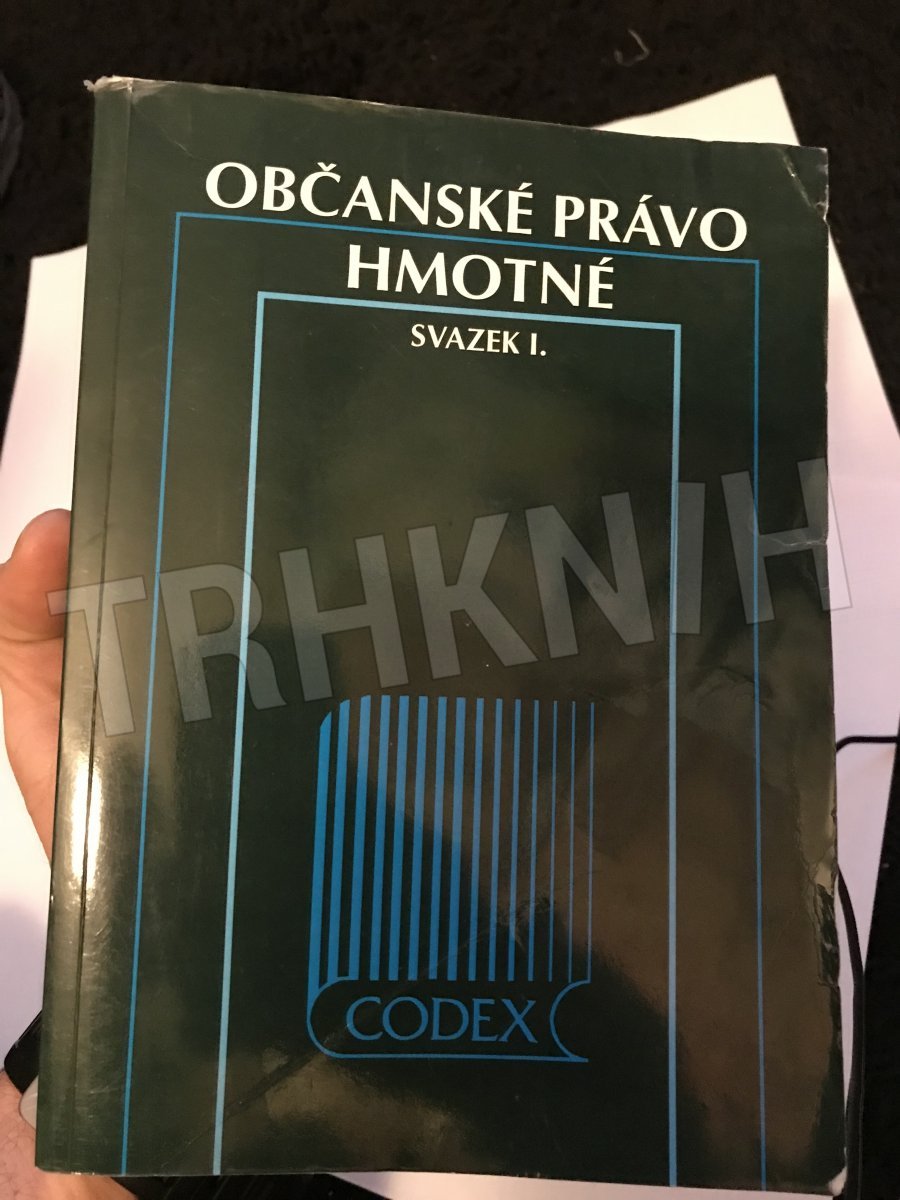 OBČANSKÉ PRÁVO
HMOTNÉ
SVAZEK I.
TRHKNIH
CODEX